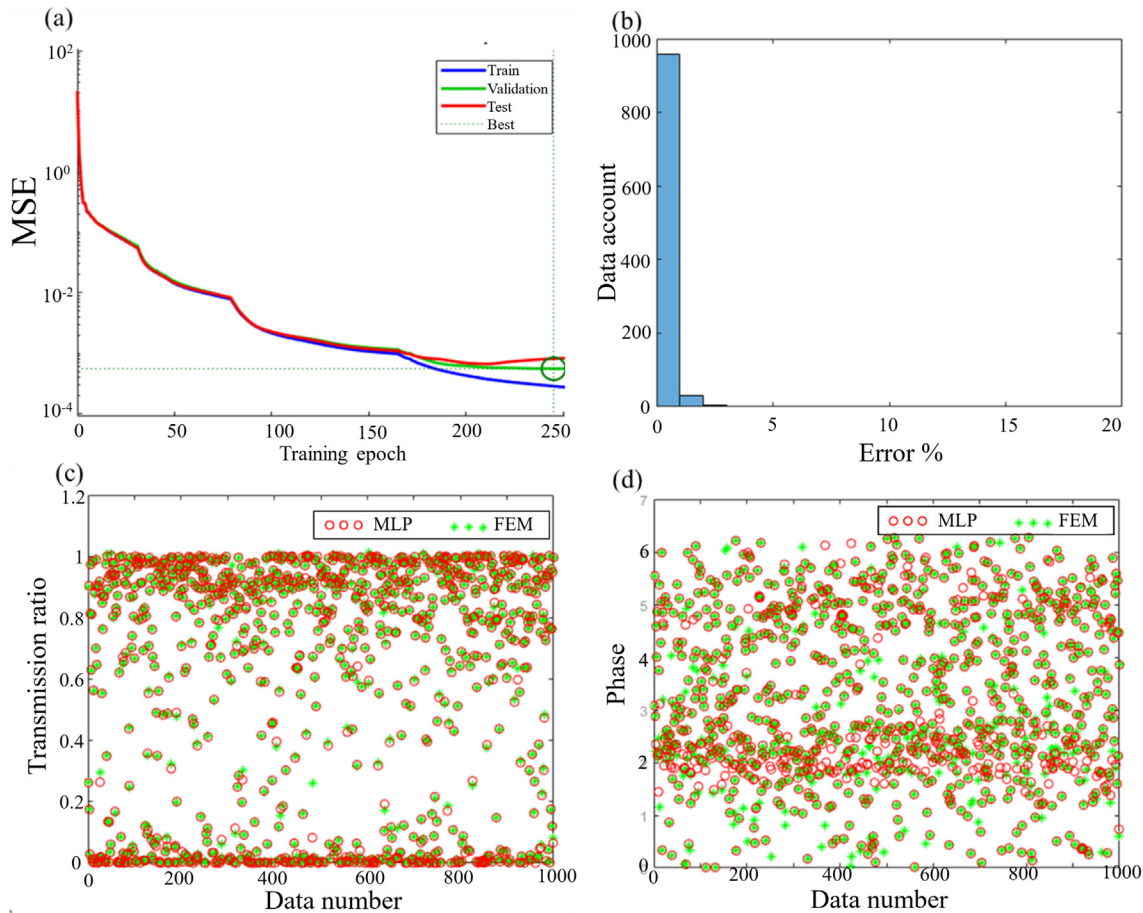 (a)
10^2
10^0
10^-2
10^-4
MSE
Train
Validation
Test
Best
0 50 100 150 200 250
Training epoch
(b)
1000
800
600
400
200
0
Data account
0 5 10 15 20
Error %
(c)
1.2
1
0.8
0.6
0.4
0.2
0
Transmission ratio
MLP FEM
0 200 400 600 800 1000
Data number
(d)
7
6
5
4
3
2
1
0
Phase
MLP FEM
0 200 400 600 800 1000
Data number